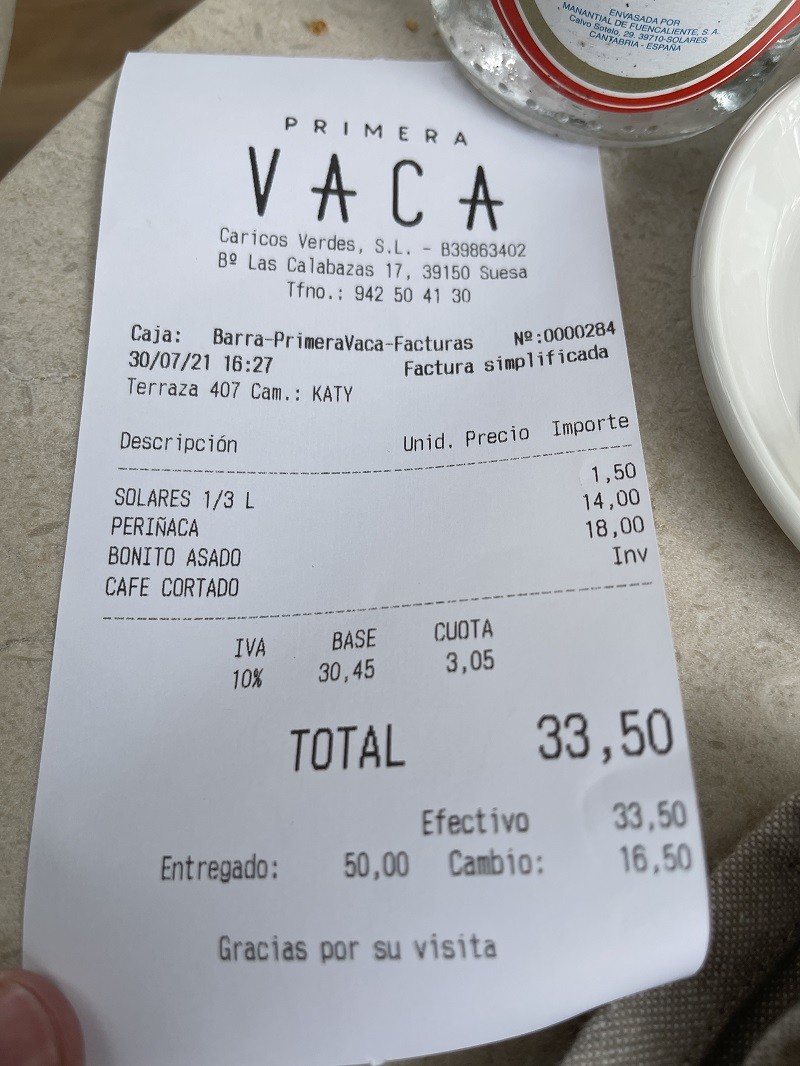 ENVASADA POR
MANANTIAL DE FUENCALIENTE, S. A.
Calvo Sotelo, 29. 39710-SOLARES
CANTABRIA - ESPAÑA
PRIMERA
VACA
Caricos Verdes, S.L. - B39863402
Bº Las Calabazas 17, 39150 Suesa
Tfno.: 942 50 41 30
Caja: Barra-PrimeraVaca-Facturas Nº:0000284
30/07/21 16:27 Factura simplificada
Terraza 407 Cam.: KATY
Descripción Unid. Precio Importe
SOLARES 1/3 L 1,50
PERIÑACA 14,00
BONITO ASADO 18,00
CAFE CORTADO Inv
IVA BASE CUOTA
10% 30,45 3,05
TOTAL 33,50
Efectivo 33,50
Entregado: 50,00 Cambio: 16,50
Gracias por su visita